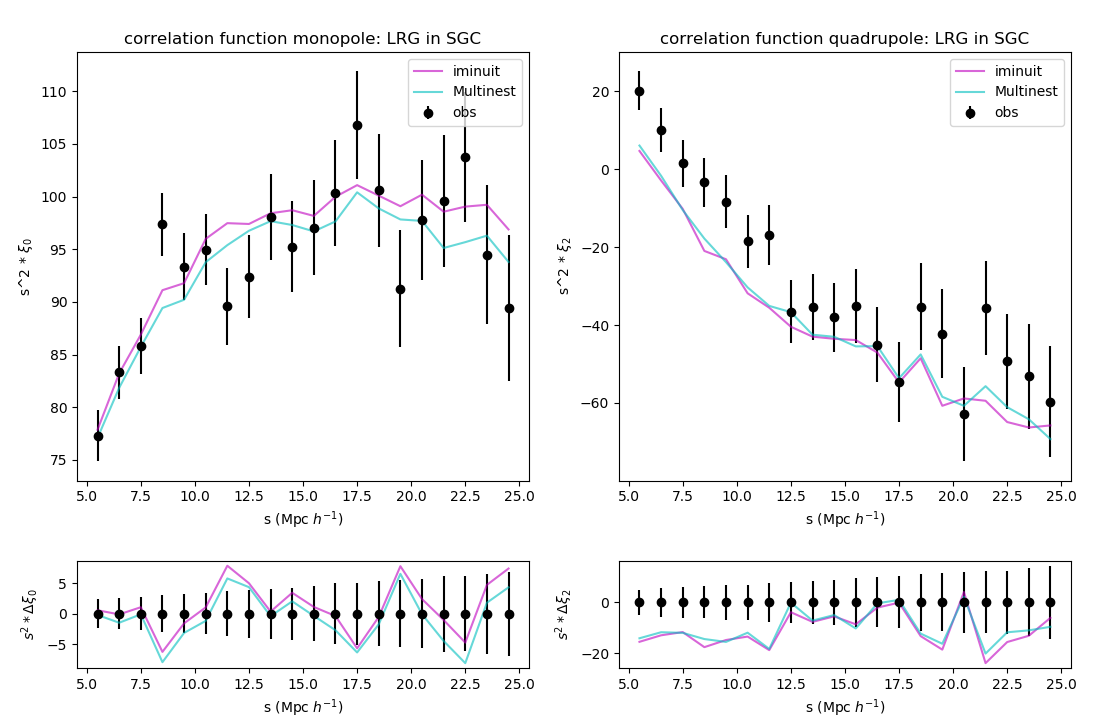 correlation function monopole: LRG in SGC
iminuit
Multinest
obs
s^2 * ξ0
110
105
100
95
90
85
80
75
5.0 7.5 10.0 12.5 15.0 17.5 20.0 22.5 25.0
s (Mpc h⁻¹)
correlation function quadrupole: LRG in SGC
iminuit
Multinest
obs
s^2 * ξ2
20
0
−20
−40
−60
5.0 7.5 10.0 12.5 15.0 17.5 20.0 22.5 25.0
s (Mpc h⁻¹)
s² * Δξ0
5
0
−5
5.0 7.5 10.0 12.5 15.0 17.5 20.0 22.5 25.0
s (Mpc h⁻¹)
s² * Δξ2
0
−20
5.0 7.5 10.0 12.5 15.0 17.5 20.0 22.5 25.0
s (Mpc h⁻¹)